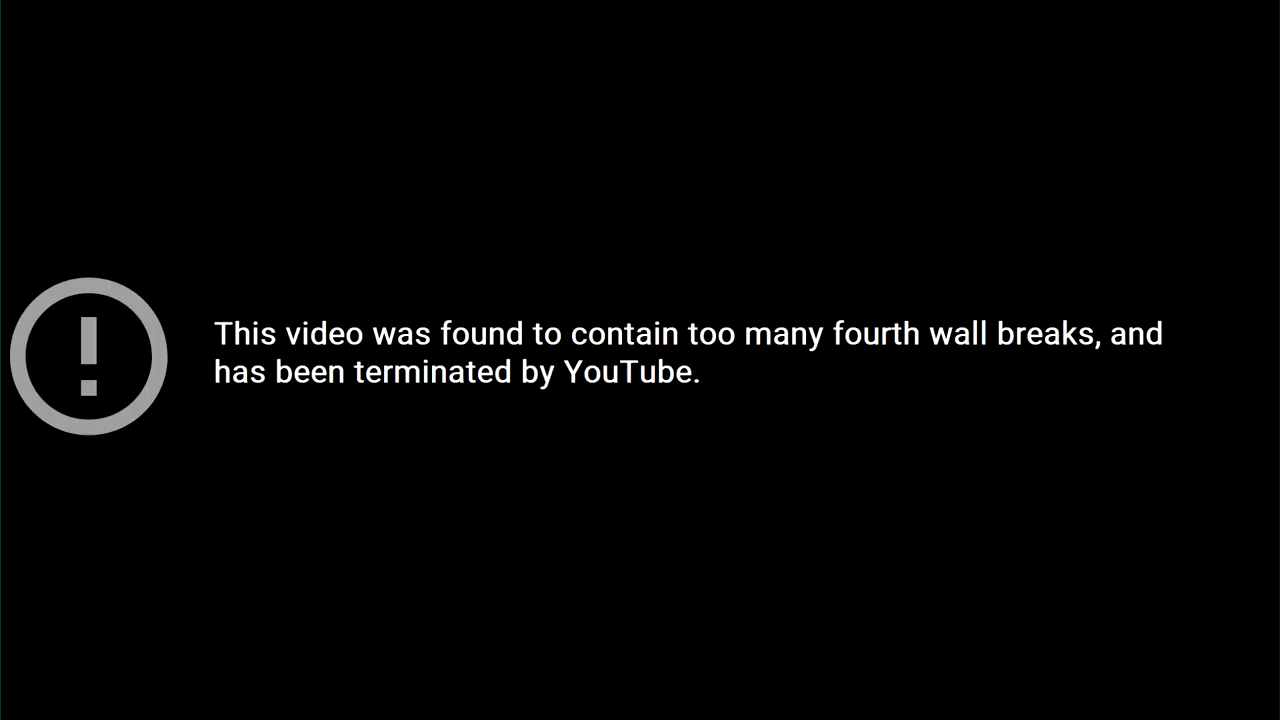 This video was found to contain too many fourth wall breaks, and
has been terminated by YouTube.